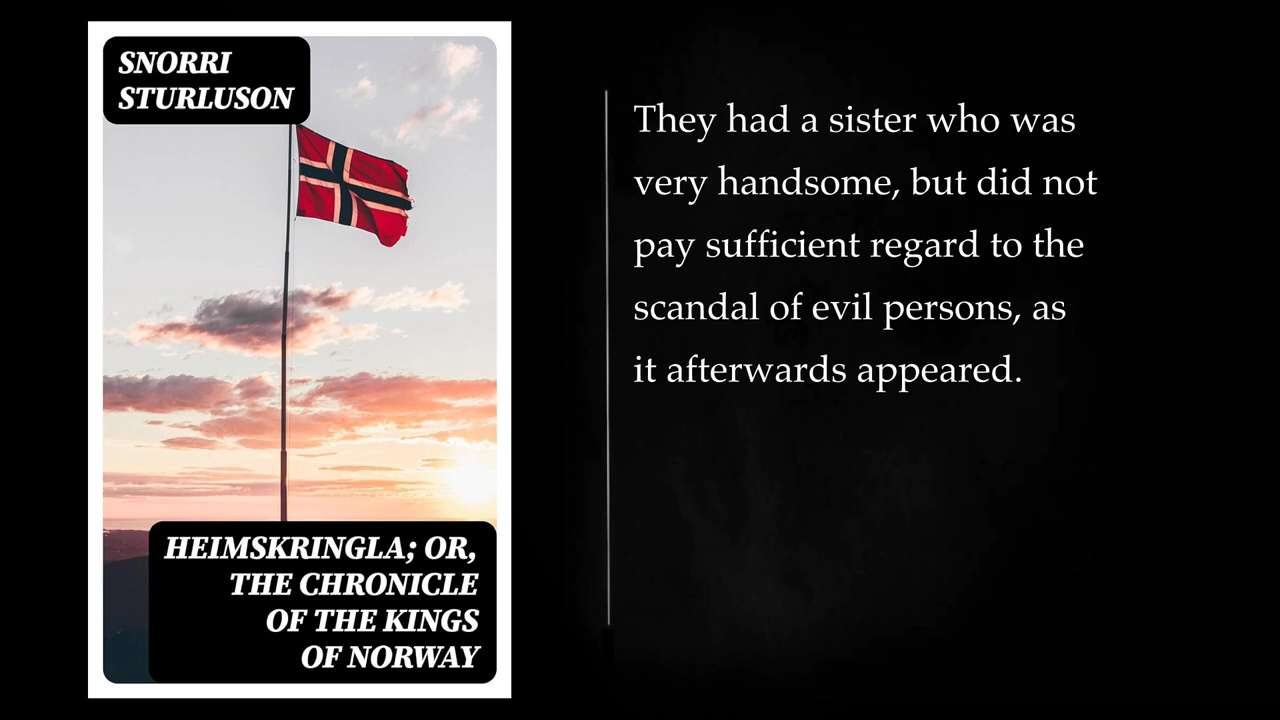 SNORRI
STURLUSON
HEIMSKRINGLA; OR,
THE CHRONICLE
OF THE KINGS
OF NORWAY
They had a sister who was
very handsome, but did not
pay sufficient regard to the
scandal of evil persons, as
it afterwards appeared.